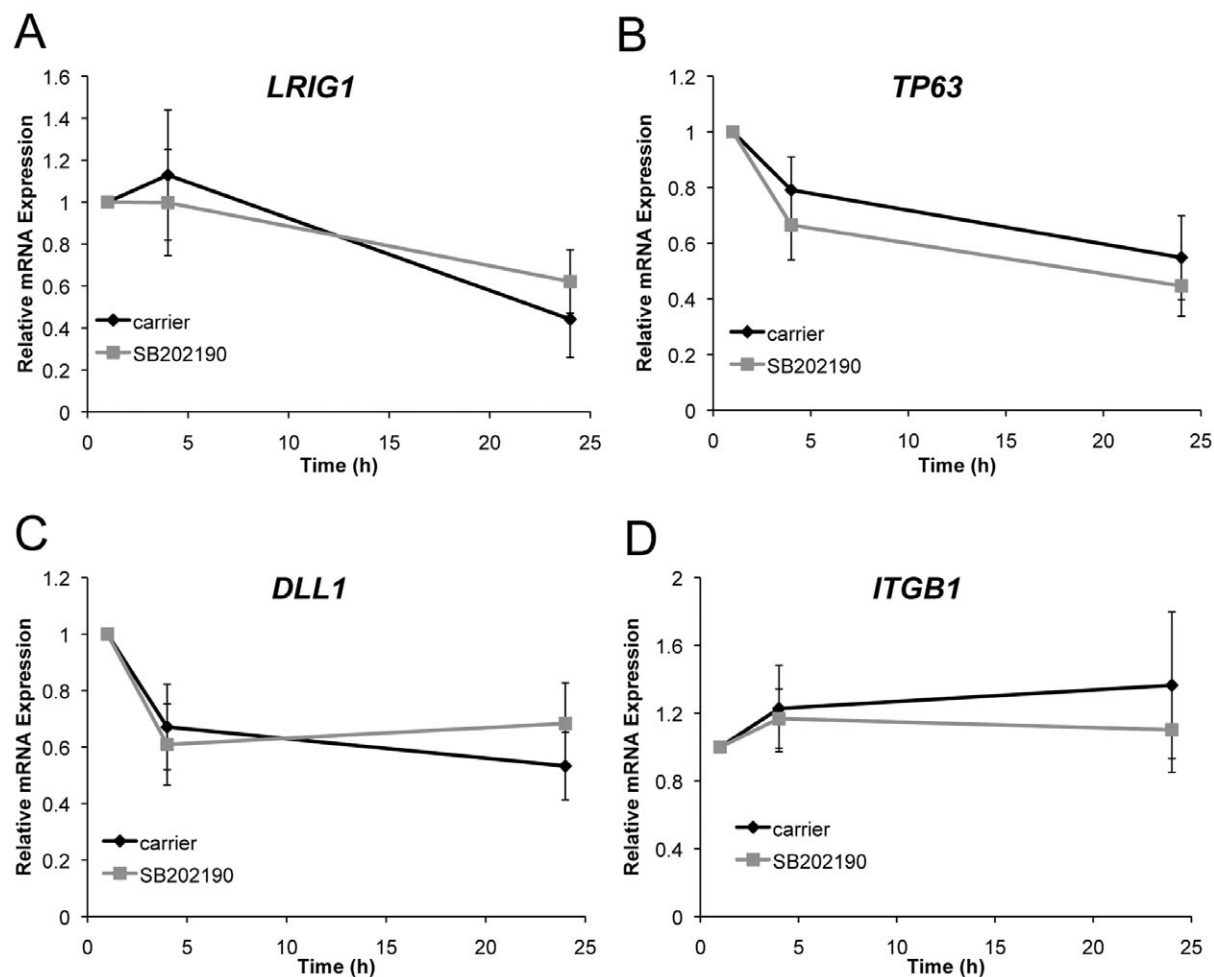 A
LRIG1
Relative mRNA Expression
1.6
1.4
1.2
1
0.8
0.6
0.4
0.2
0
carrier
SB202190
0 5 10 15 20 25
Time (h)
B
TP63
Relative mRNA Expression
1.2
1
0.8
0.6
0.4
0.2
0
carrier
SB202190
0 5 10 15 20 25
Time (h)
C
DLL1
Relative mRNA Expression
1.2
1
0.8
0.6
0.4
0.2
0
carrier
SB202190
0 5 10 15 20 25
Time (h)
D
ITGB1
Relative mRNA Expression
2
1.6
1.2
0.8
0.4
0
carrier
SB202190
0 5 10 15 20 25
Time (h)